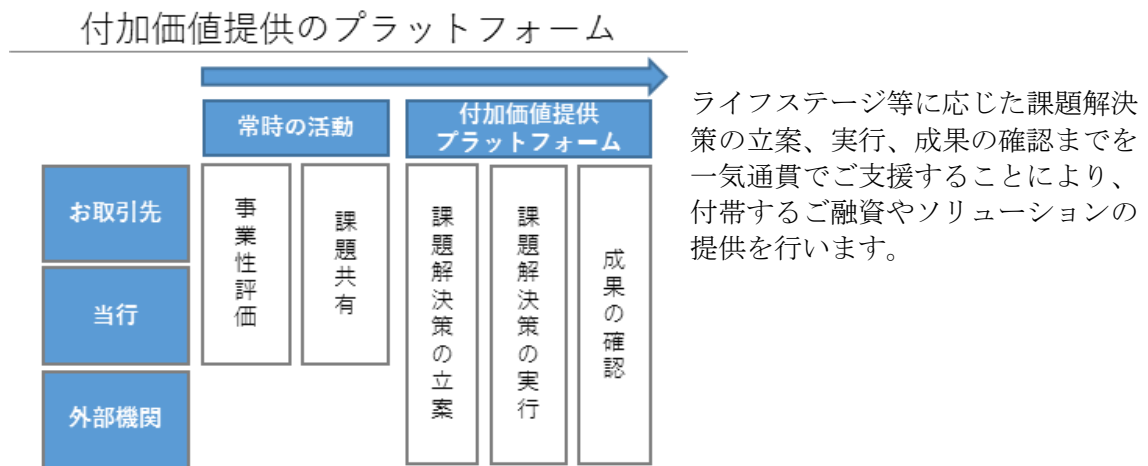 付加価値提供のプラットフォーム
常時の活動
付加価値提供
プラットフォーム
お取引先
当行
外部機関
事業性評価
課題共有
課題解決策の立案
課題解決策の実行
成果の確認
ライフステージ等に応じた課題解決
策の立案、実行、成果の確認までを
一気通貫でご支援することにより、
付帯するご融資やソリューションの
提供を行います。